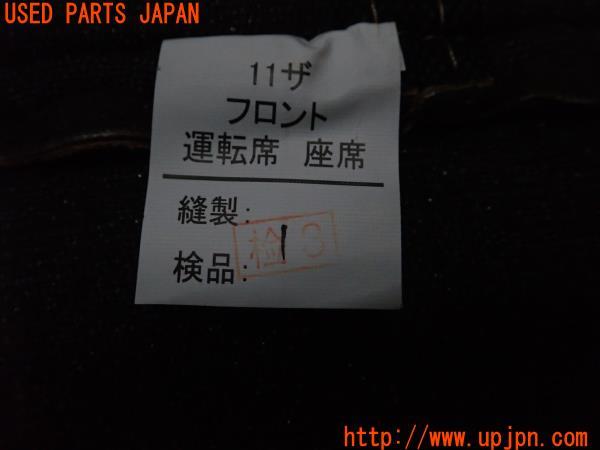 USED PARTS JAPAN
11ザ
フロント
運転席 座席
縫製:
検品:
検3
http://www.upjpn.com